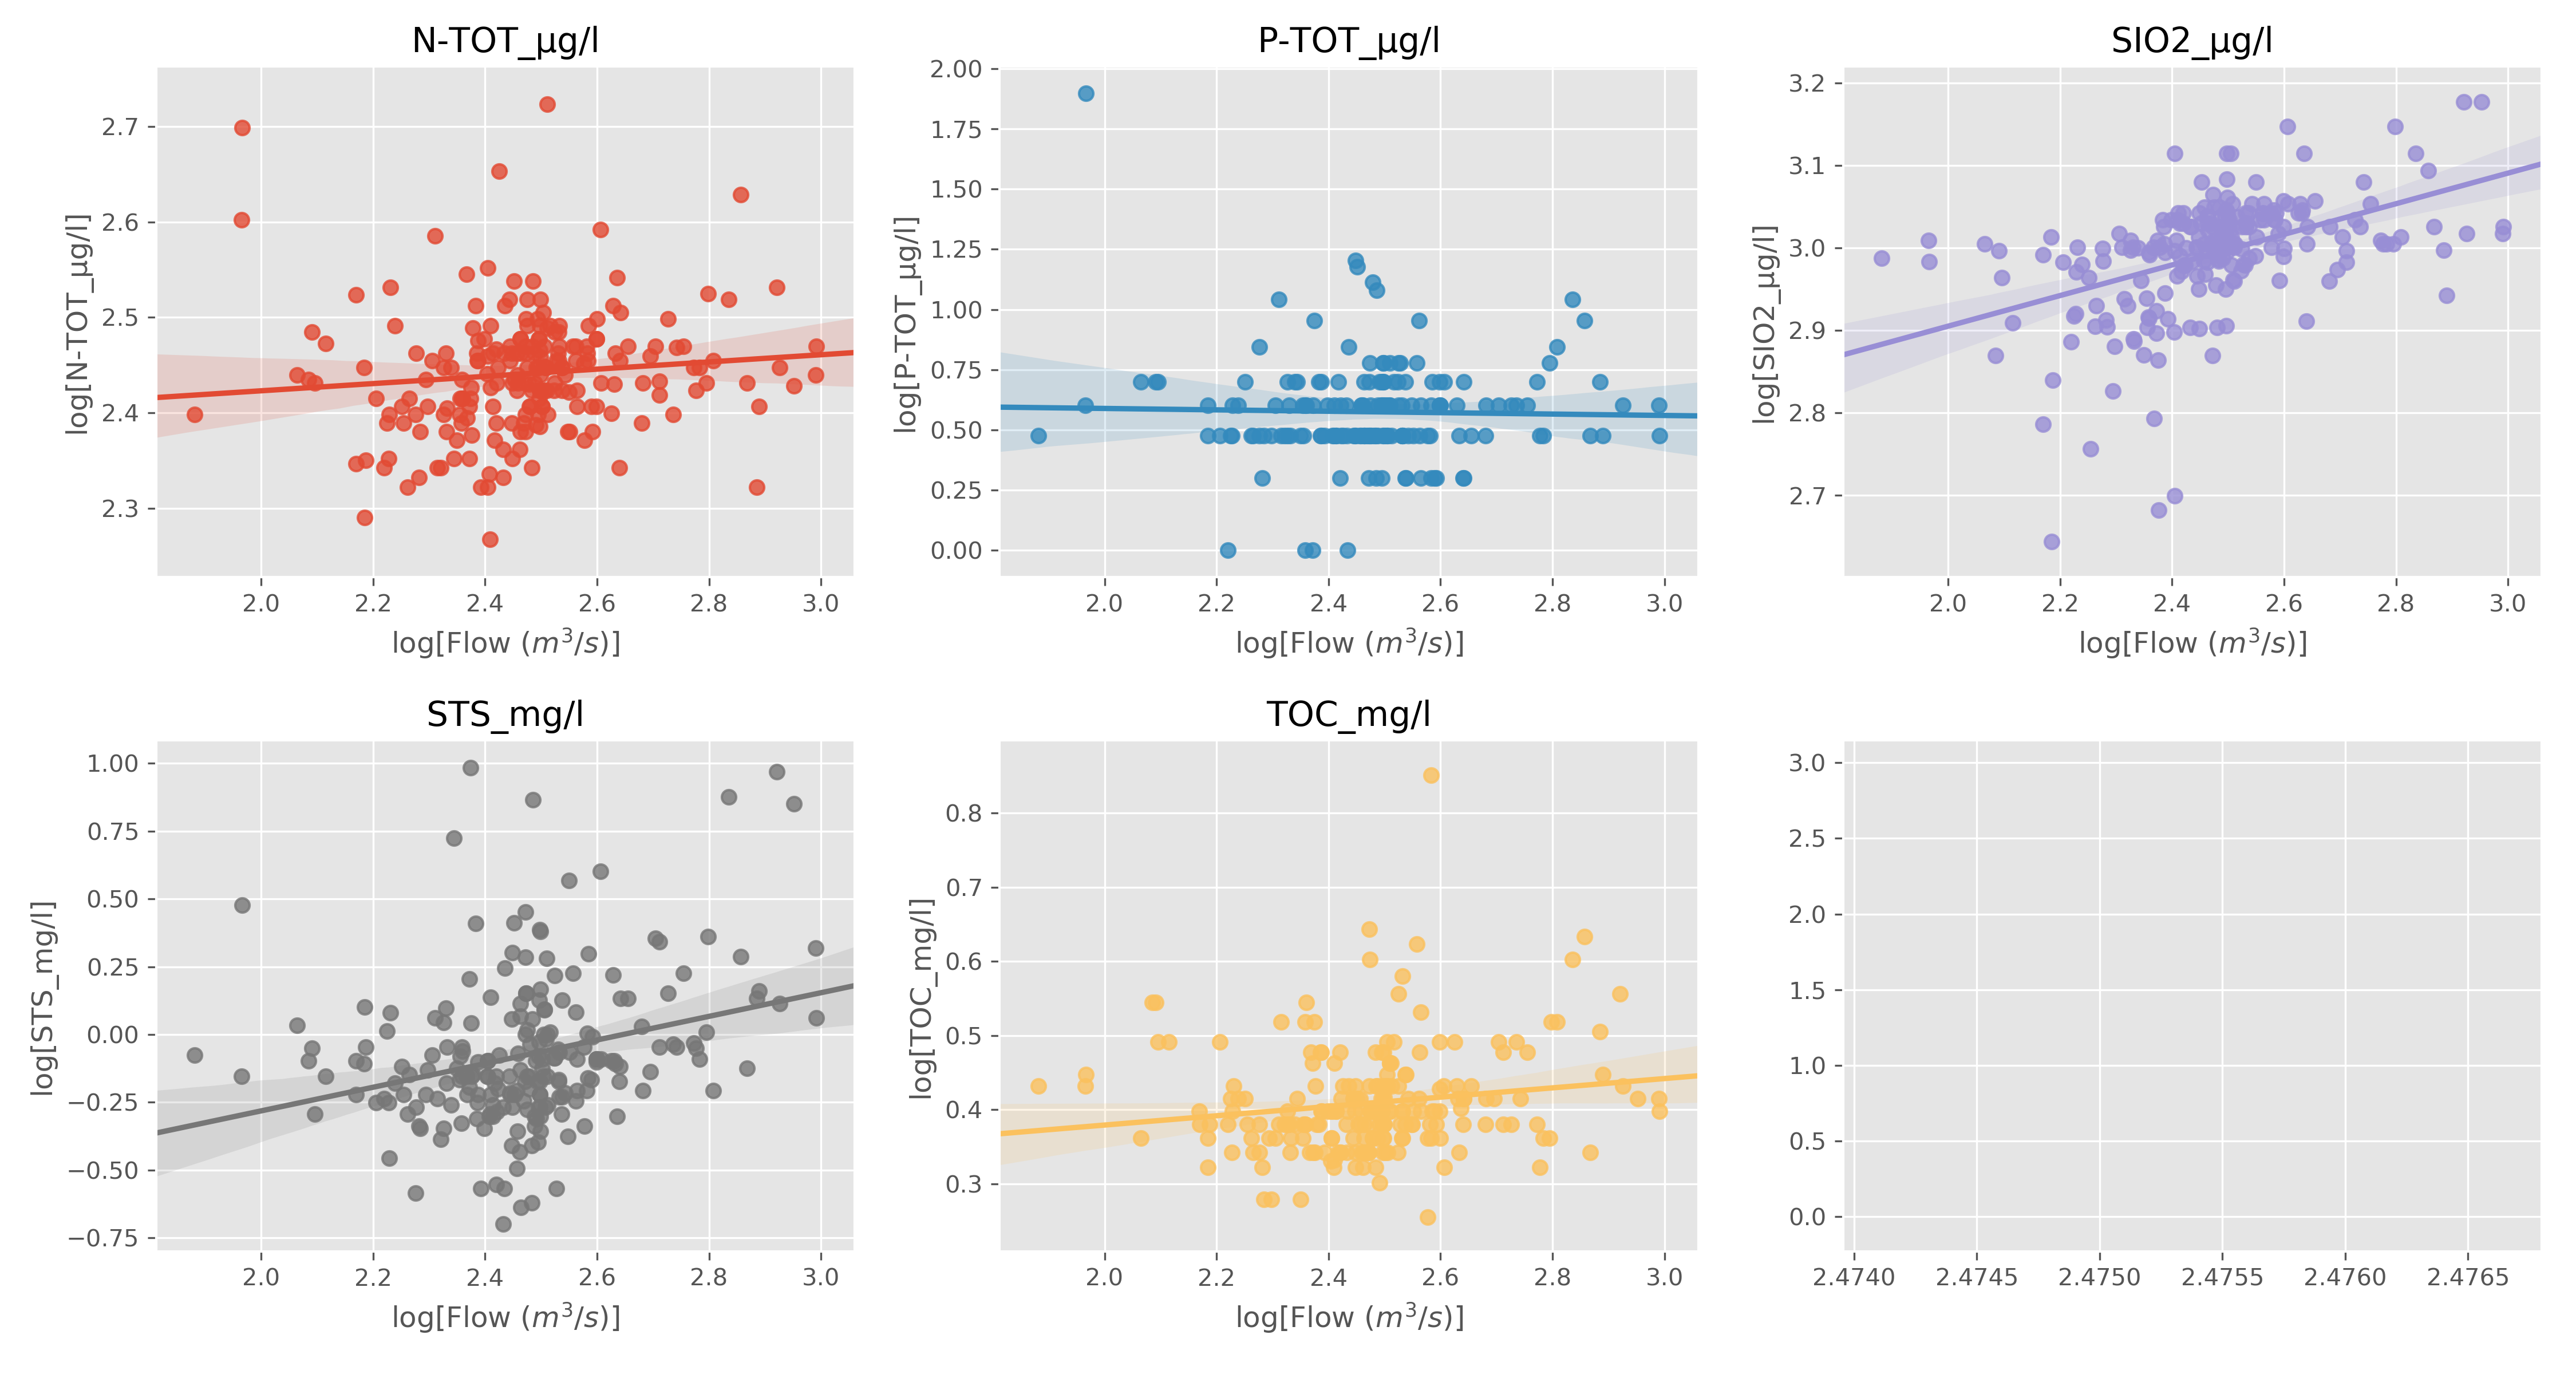 N-TOT_µg/l
log[N-TOT_µg/l]
2.7
2.6
2.5
2.4
2.3
2.0 2.2 2.4 2.6 2.8 3.0
log[Flow (m³/s)]
P-TOT_µg/l
log[P-TOT_µg/l]
2.00
1.75
1.50
1.25
1.00
0.75
0.50
0.25
0.00
2.0 2.2 2.4 2.6 2.8 3.0
log[Flow (m³/s)]
SIO2_µg/l
log[SIO2_µg/l]
3.2
3.1
3.0
2.9
2.8
2.7
2.0 2.2 2.4 2.6 2.8 3.0
log[Flow (m³/s)]
STS_mg/l
log[STS_mg/l]
1.00
0.75
0.50
0.25
0.00
−0.25
−0.50
−0.75
2.0 2.2 2.4 2.6 2.8 3.0
log[Flow (m³/s)]
TOC_mg/l
log[TOC_mg/l]
0.8
0.7
0.6
0.5
0.4
0.3
2.0 2.2 2.4 2.6 2.8 3.0
log[Flow (m³/s)]
3.0
2.5
2.0
1.5
1.0
0.5
0.0
2.4740 2.4745 2.4750 2.4755 2.4760 2.4765